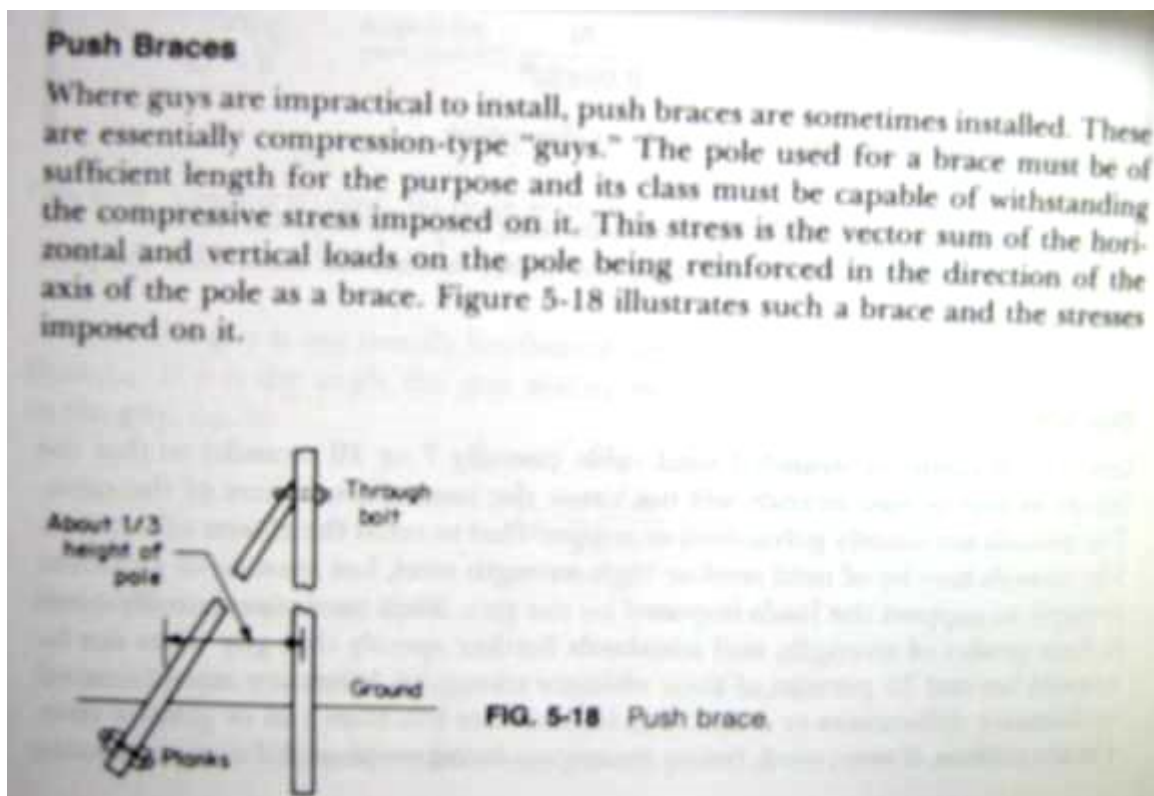 Push Braces
Where guys are impractical to install, push braces are sometimes installed. These
are essentially compression-type "guys." The pole used for a brace must be of
sufficient length for the purpose and its class must be capable of withstanding
the compressive stress imposed on it. This stress is the vector sum of the hori-
zontal and vertical loads on the pole being reinforced in the direction of the
axis of the pole as a brace. Figure 5-18 illustrates such a brace and the stresses
imposed on it.
Through
bolt
About 1/3
height of
pole
Ground
FIG. 5-18 Push brace.
Planks